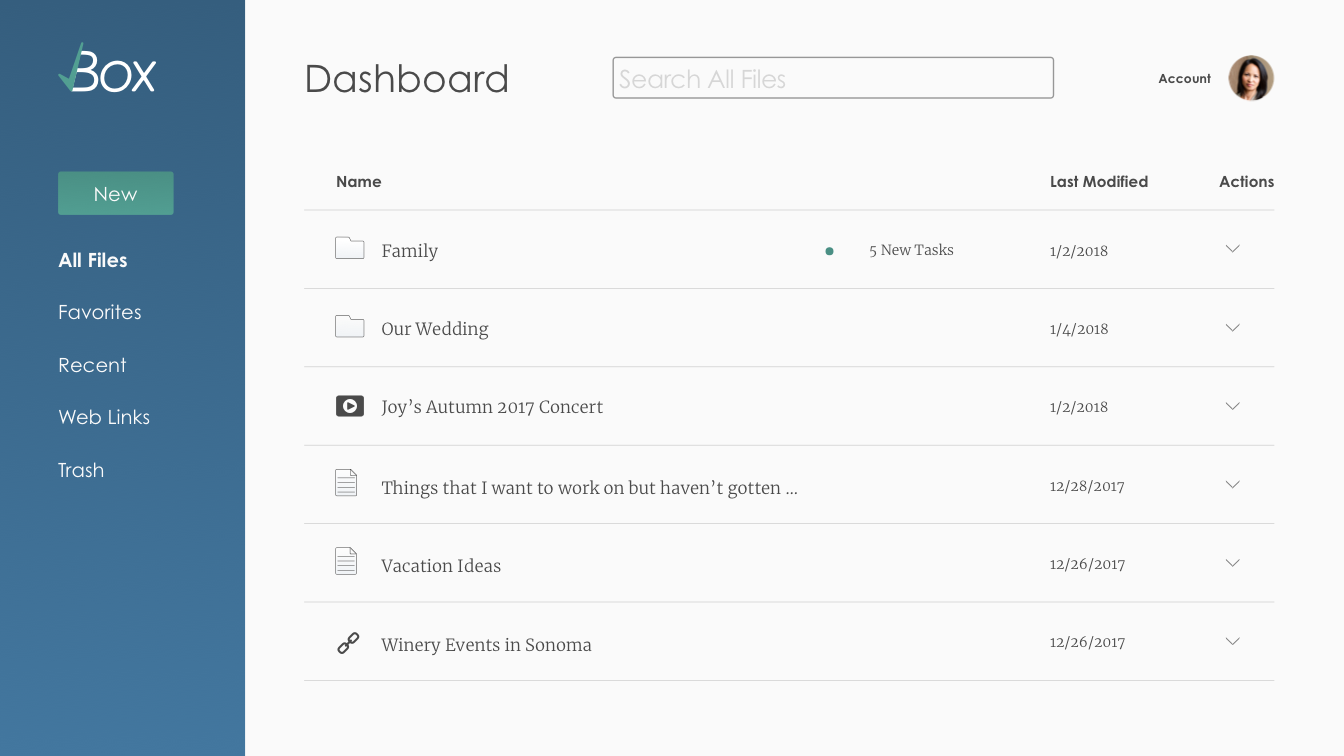 Box
Dashboard
Search All Files
Account
New
All Files
Favorites
Recent
Web Links
Trash
Name Last Modified Actions
Family 5 New Tasks 1/2/2018
Our Wedding 1/4/2018
Joy’s Autumn 2017 Concert 1/2/2018
Things that I want to work on but haven’t gotten ... 12/28/2017
Vacation Ideas 12/26/2017
Winery Events in Sonoma 12/26/2017